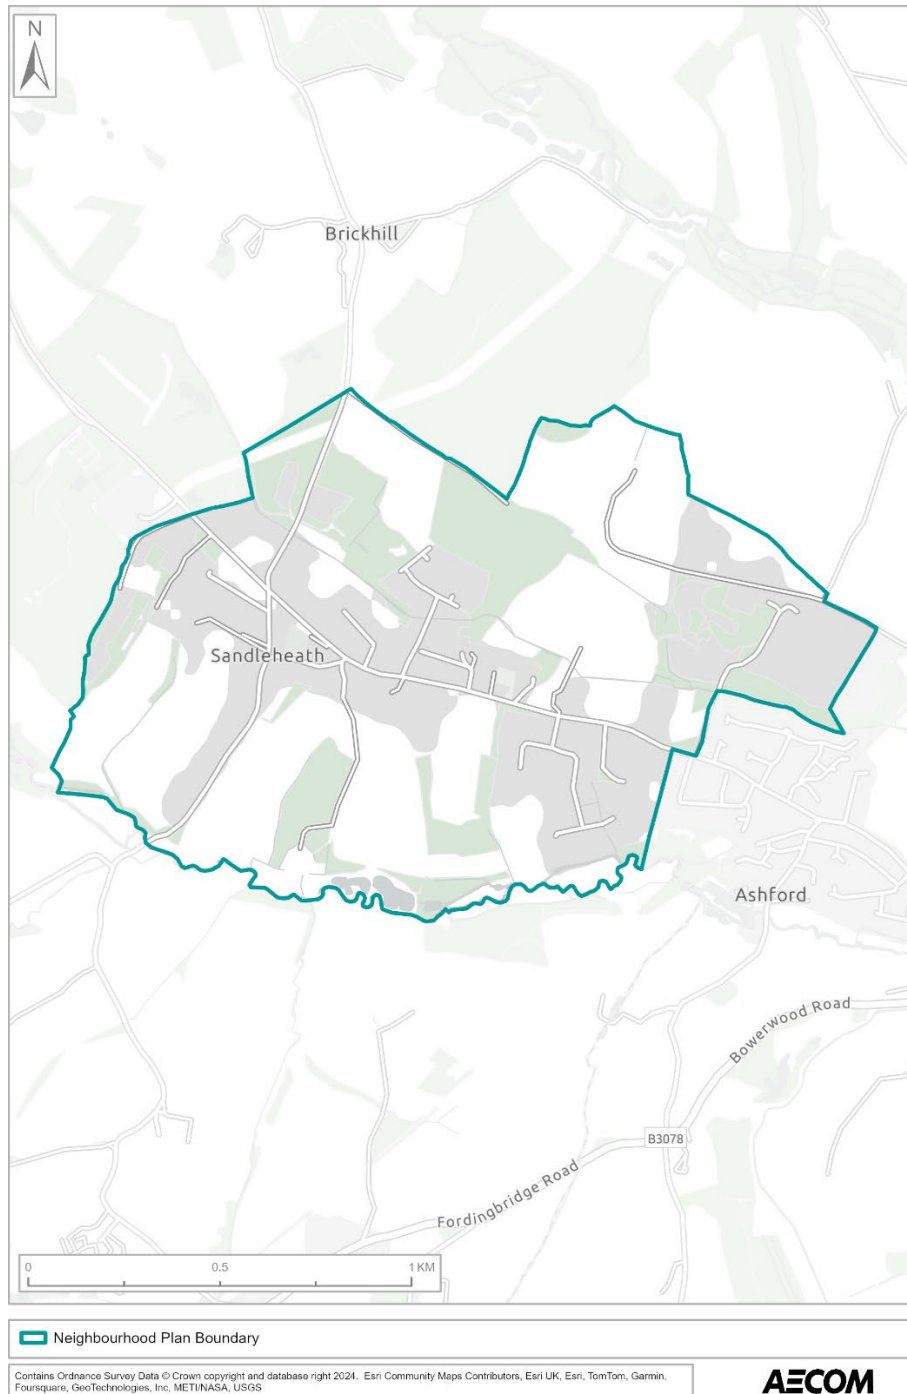 N
Brickhill
Sandleheath
Ashford
Bowerwood Road
B3078
Fordingbridge Road
0 0.5 1 KM
Neighbourhood Plan Boundary
Contains Ordnance Survey Data © Crown copyright and database right 2024. Esri Community Maps Contributors, Esri UK, Esri, TomTom, Garmin,
Foursquare, GeoTechnologies, Inc, METI/NASA, USGS
AECOM